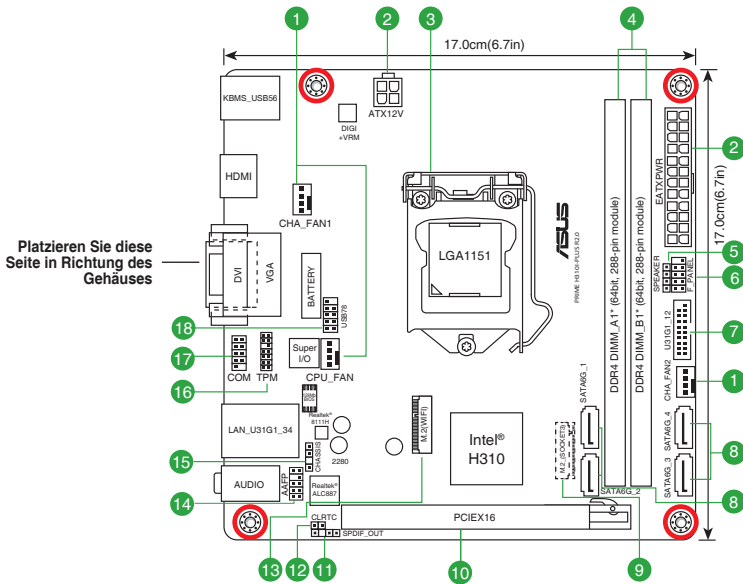 1
2
3
4
17.0cm(6.7in)
KBMS_USB56
DIGI
+VRM
ATX12V
HDMI
CHA_FAN1
EATXPWR
2
17.0cm(6.7in)
Platzieren Sie diese
Seite in Richtung des
Gehäuses
DVI
VGA
BATTERY
LGA1151
ASUS
PRIME H310I-PLUS R2.0
DDR4 DIMM_A1* (64bit, 288-pin module)
DDR4 DIMM_B1* (64bit, 288-pin module)
SPEAKER
F_PANEL
5
6
USB78
18
U31G1_12
7
17
COM
TPM
Super
I/O
CPU_FAN
CHA_FAN2
1
16
Realtek®
8111H
LAN_U31G1_34
M.2(WIFI)
Intel®
H310
M.2_(SOCKET3)
SATA6G_1
SATA6G_2
SATA6G_4
SATA6G_3
8
8
15
CHASSIS
2280
AUDIO
AAFP
Realtek®
ALC887
14
CLRTC
SPDIF_OUT
PCIEX16
13
12
11
10
9